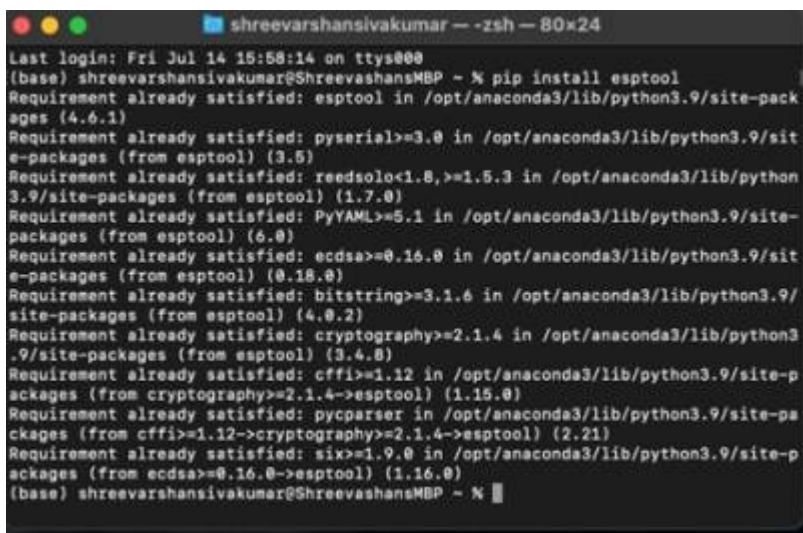 shreevarshansivakumar — -zsh — 80×24
Last login: Fri Jul 14 15:58:14 on ttys000
(base) shreevarshansivakumar@ShreevashansMBP ~ % pip install esptool
Requirement already satisfied: esptool in /opt/anaconda3/lib/python3.9/site-pack
ages (4.6.1)
Requirement already satisfied: pyserial>=3.0 in /opt/anaconda3/lib/python3.9/sit
e-packages (from esptool) (3.5)
Requirement already satisfied: reedsolo<1.8,>=1.5.3 in /opt/anaconda3/lib/python
3.9/site-packages (from esptool) (1.7.0)
Requirement already satisfied: PyYAML>=5.1 in /opt/anaconda3/lib/python3.9/site-
packages (from esptool) (6.0)
Requirement already satisfied: ecdsa>=0.16.0 in /opt/anaconda3/lib/python3.9/sit
e-packages (from esptool) (0.18.0)
Requirement already satisfied: bitstring>=3.1.6 in /opt/anaconda3/lib/python3.9/
site-packages (from esptool) (4.0.2)
Requirement already satisfied: cryptography>=2.1.4 in /opt/anaconda3/lib/python3
.9/site-packages (from esptool) (3.4.8)
Requirement already satisfied: cffi>=1.12 in /opt/anaconda3/lib/python3.9/site-p
ackages (from cryptography>=2.1.4->esptool) (1.15.0)
Requirement already satisfied: pycparser in /opt/anaconda3/lib/python3.9/site-pa
ckages (from cffi>=1.12->cryptography>=2.1.4->esptool) (2.21)
Requirement already satisfied: six>=1.9.0 in /opt/anaconda3/lib/python3.9/site-p
ackages (from ecdsa>=0.16.0->esptool) (1.16.0)
(base) shreevarshansivakumar@ShreevashansMBP ~ %